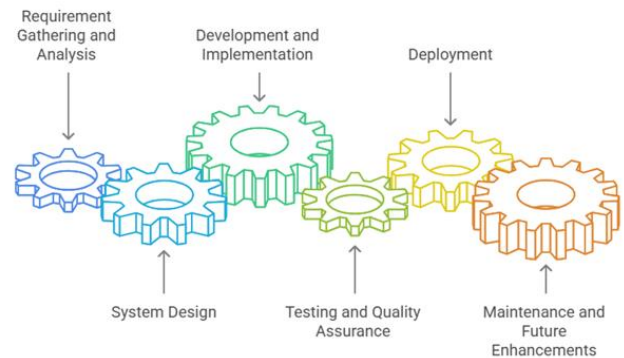 Requirement
Gathering and
Analysis
Development and
Implementation
Deployment
System Design
Testing and Quality
Assurance
Maintenance and
Future
Enhancements